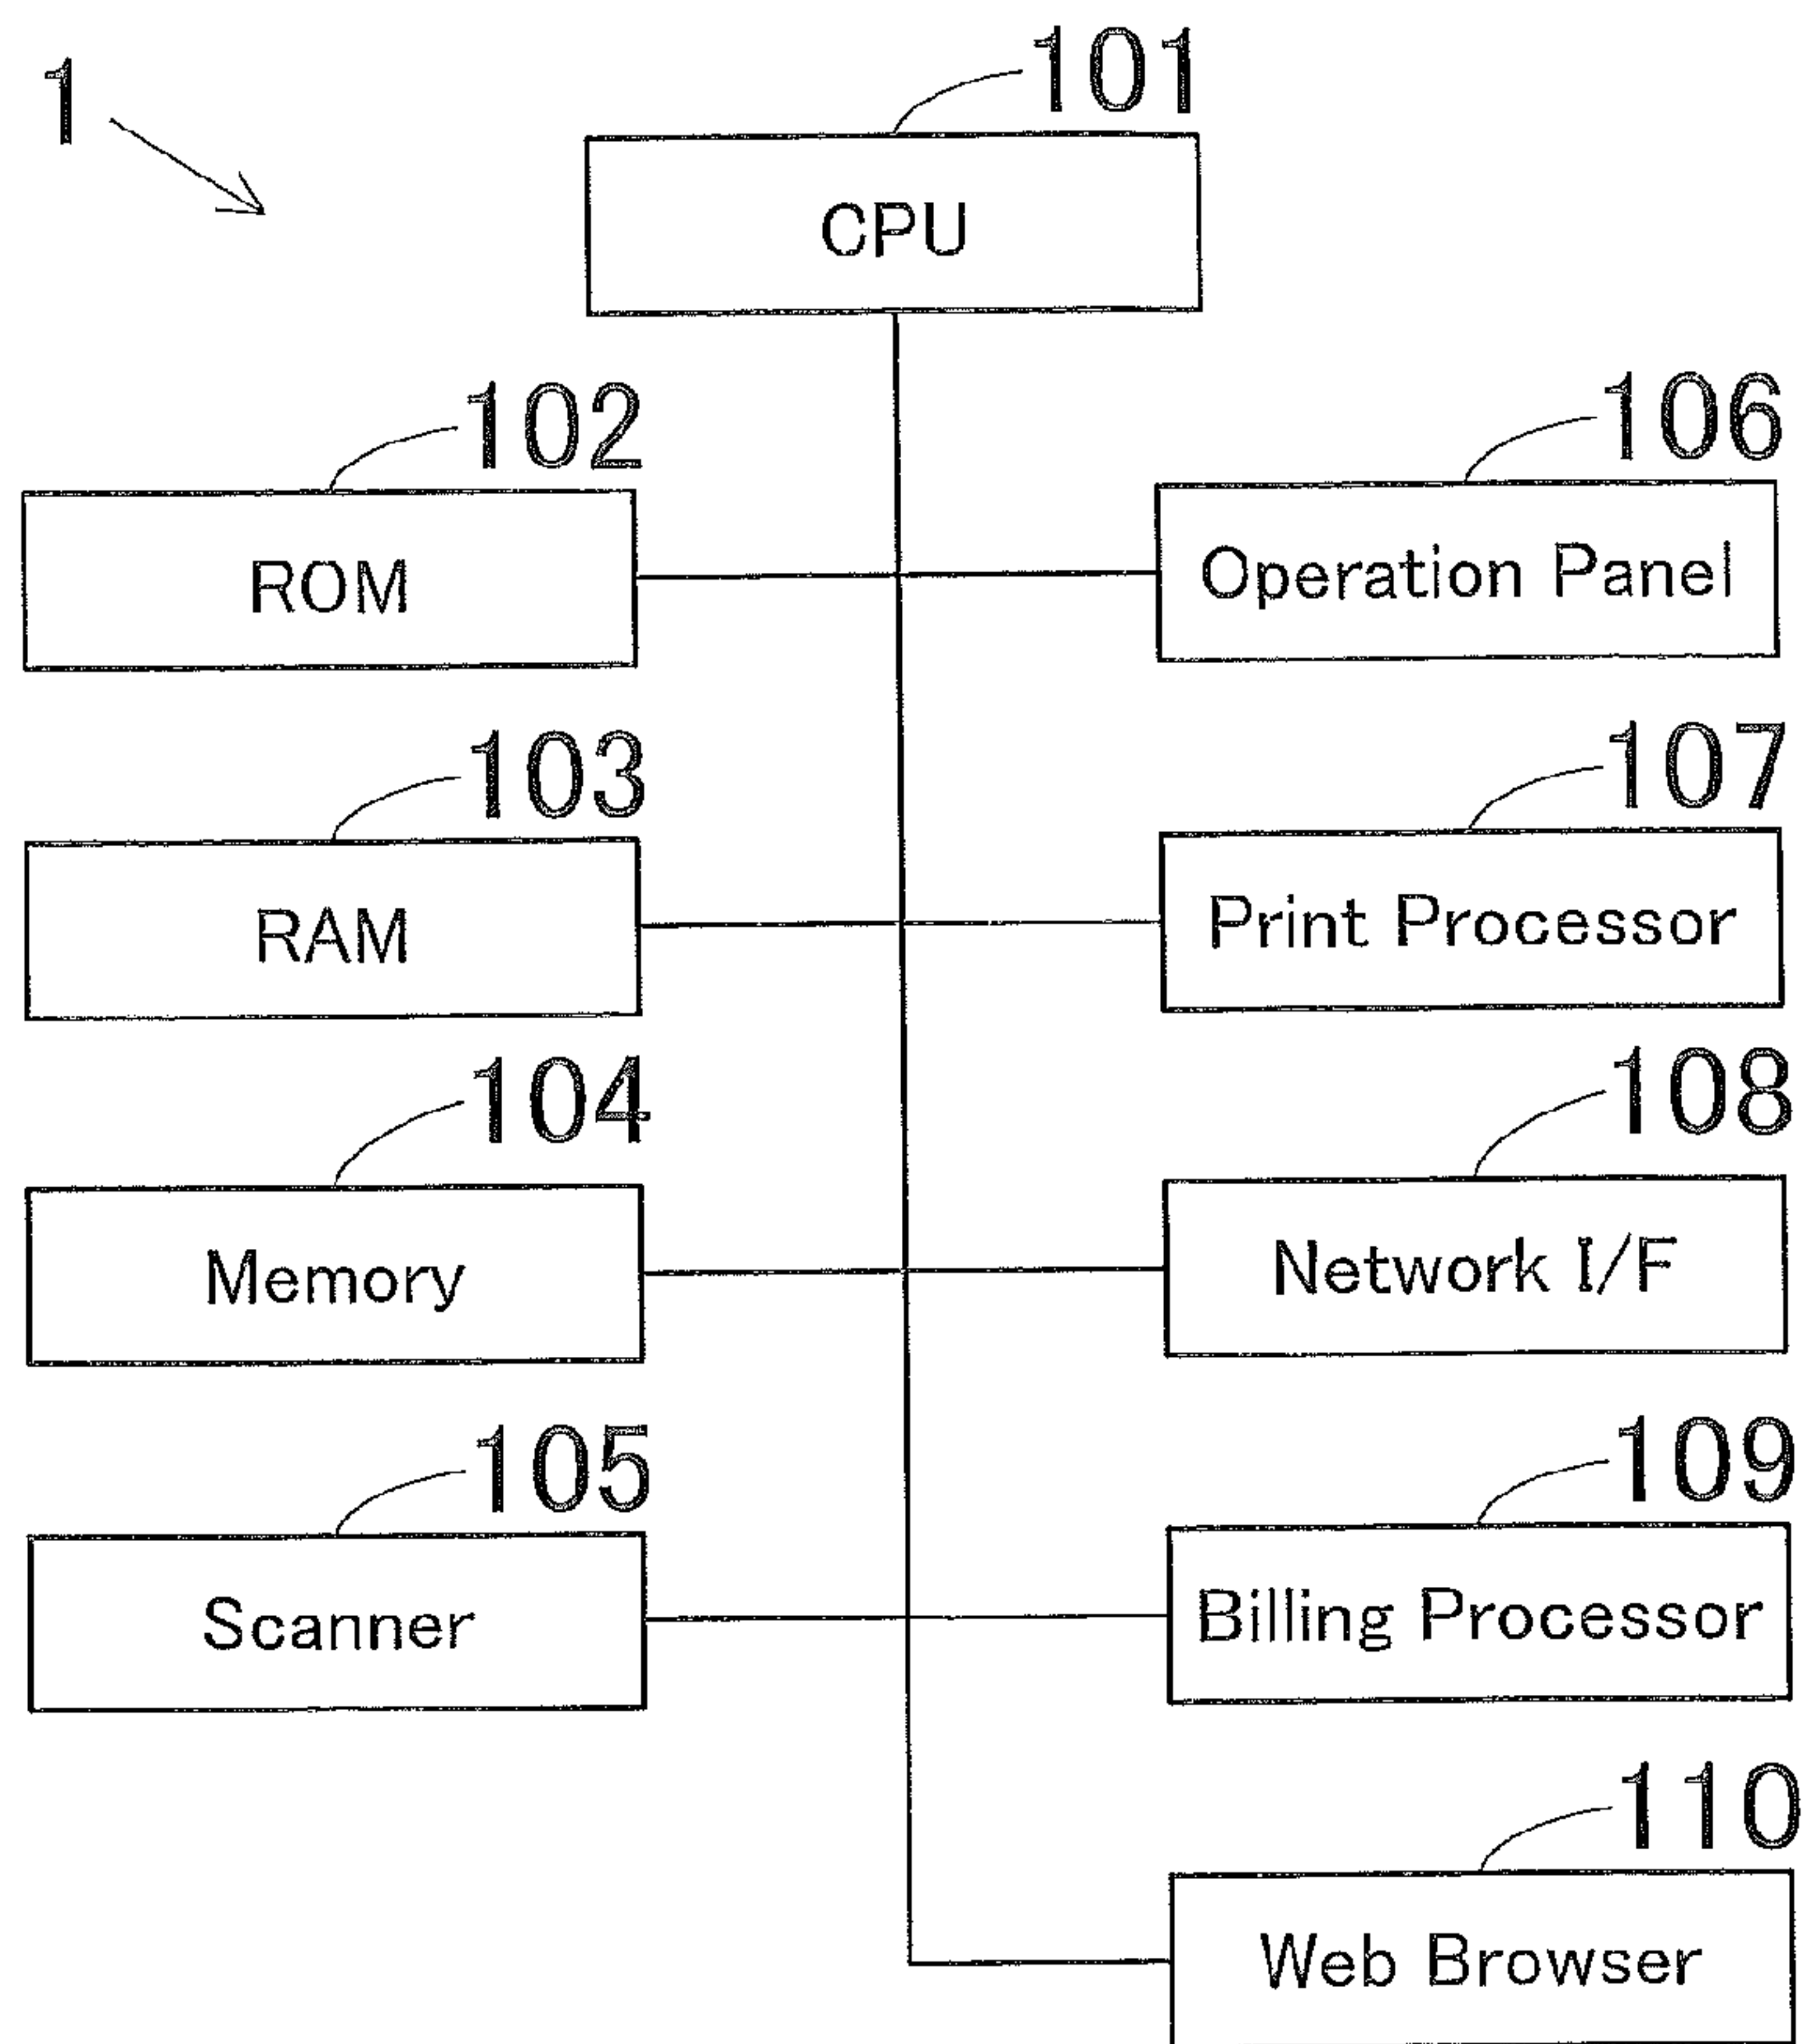 1
101
CPU
102
106
ROM
Operation Panel
103
107
RAM
Print Processor
104
108
Memory
Network I/F
105
109
Scanner
Billing Processor
110
Web Browser